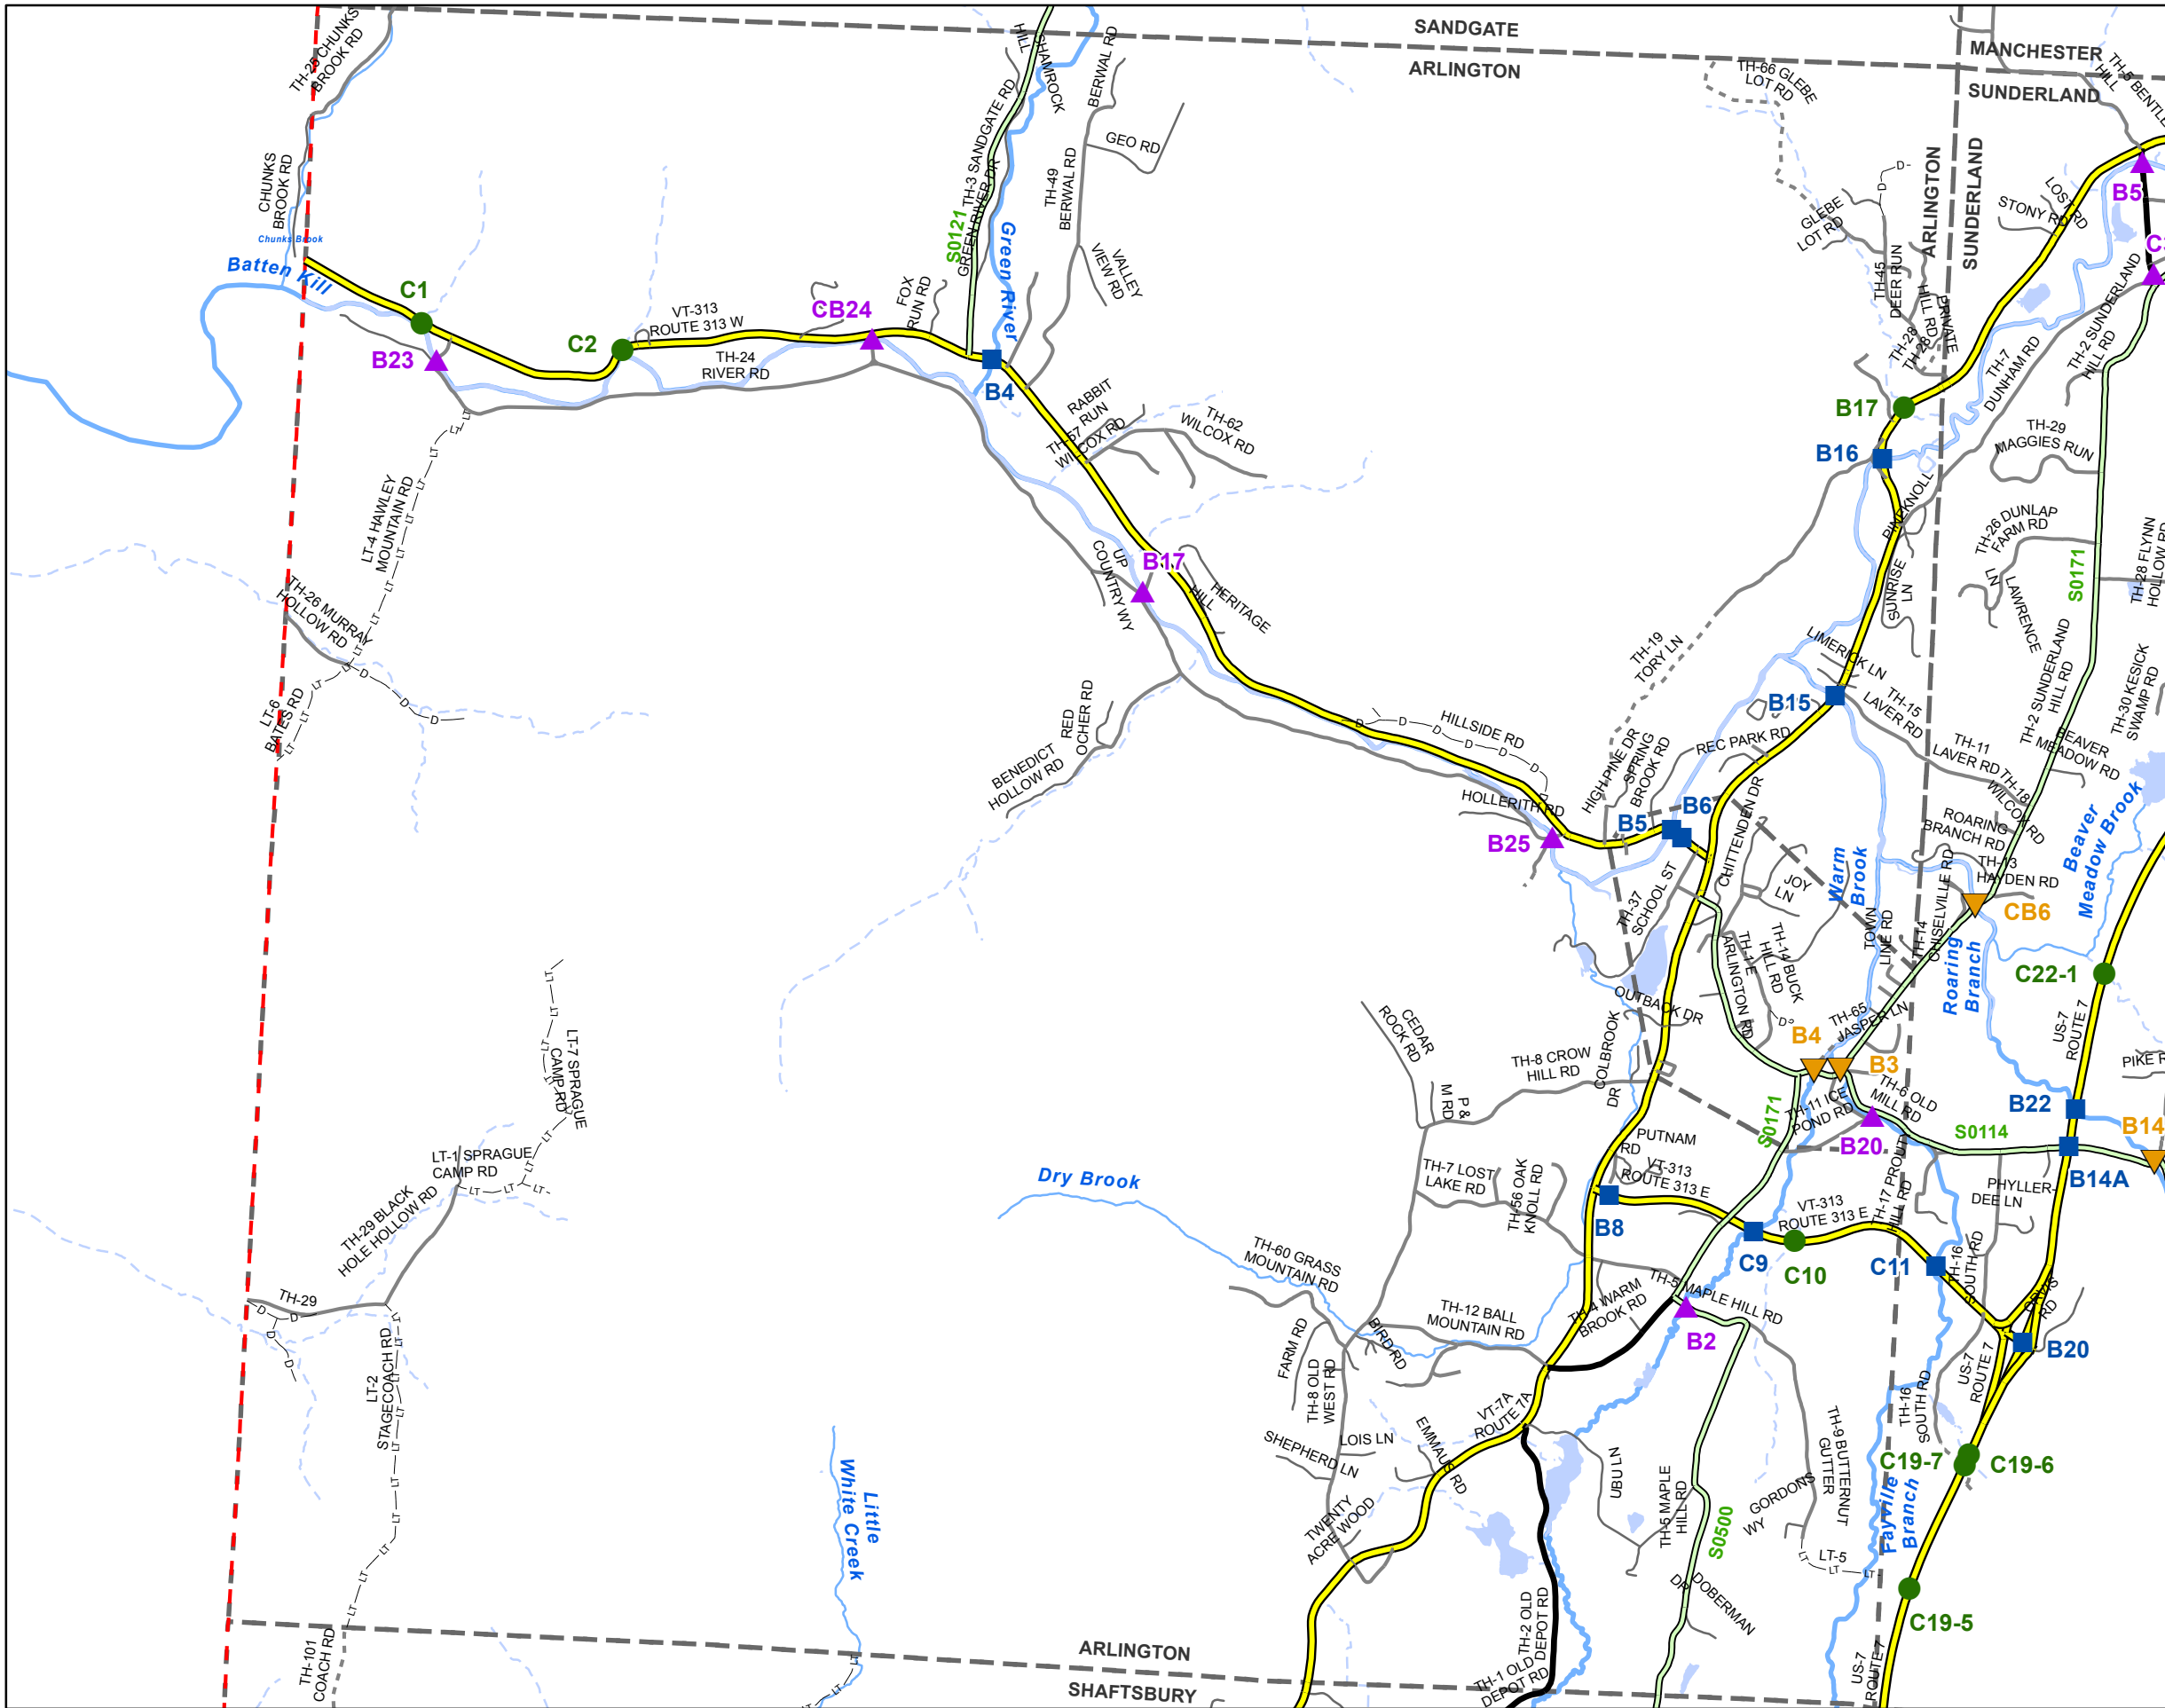 SANDGATE
ARLINGTON
MANCHESTER
SUNDERLAND
TH-25 CHUNKS
BROOK RD
CHUNKS
BROOK RD
Chunks Brook
Batten Kill
C1
B23
C2
VT-313
ROUTE 313 W
TH-24
RIVER RD
CB24
FOX
RUN RD
S0121
TH-3 SANDGATE RD
GREEN RIVER DR
SHAMROCK
HILL
Green River
B4
BERWAL RD
GEO RD
TH-49
BERWAL RD
VALLEY
VIEW RD
RABBIT
RUN
TH-57
WILCOX RD
TH-62
WILCOX RD
TH-66 GLEBE
LOT RD
GLEBE
LOT RD
TH-45
DEER RUN
ARLINGTON
SUNDERLAND
TH-28
TH-28
HILL RD
PRIVATE
STONY RD
LOST RD
HILL
B5
TH-2 SUNDERLAND
HILL RD
TH-7
DUNHAM RD
B17
B16
TH-29
MAGGIES RUN
PINEKNOLL
TH-26 DUNLAP
FARM RD
LAWRENCE
LN
S0171
TH-28 FLYNN
SUNRISE
LN
LT-4 HAWLEY
MOUNTAIN RD
TH-26 MURRAY
HOLLOW RD
LT-6
BATES RD
UP
COUNTRY WY
B17
HERITAGE
HILL
RED
OCHER RD
BENEDICT
HOLLOW RD
TH-19
TORY LN
LIMERICK LN
B15
TH-15
LAVER RD
TH-11
LAVER RD
TH-2 SUNDERLAND
HILL RD
TH-30 KESICK
SWAMP RD
BEAVER
MEADOW RD
TH-18
WILCOX RD
HILLSIDE RD
HOLLERITH RD
B25
HIGH PINE DR
SPRING
BROOK RD
REC PARK RD
B5
B6
CHITTENDEN DR
TH-37
SCHOOL ST
JOY
LN
Warm
Brook
ROARING
BRANCH RD
TH-13
HAYDEN RD
CB6
Beaver
Meadow Brook
TH-14
CHISELVILLE RD
TOWN
LINE RD
Roaring
Branch
C22-1
US-7
ROUTE 7
TH-1 E
ARLINGTON RD
TH-14 BUCK
HILL RD
OUTBACK DR
COLBROOK
DR
TH-65
JASPER LN
B4
B3
LT-7 SPRAGUE
CAMP RD
LT-1 SPRAGUE
CAMP RD
TH-29 BLACK
HOLE HOLLOW RD
TH-29
LT-2
STAGECOACH RD
TH-101
COACH RD
Dry Brook
Little
White Creek
CEDAR
ROCK RD
P &
M RD
TH-8 CROW
HILL RD
TH-7 LOST
LAKE RD
TH-56 OAK
KNOLL RD
PUTNAM
RD
VT-313
ROUTE 313 E
B8
S0171
TH-11 ICE
POND RD
TH-6 OLD
MILL RD
B20
S0114
B22
B14
B14A
TH-17 PROUT
HILL RD
VT-313
ROUTE 313 E
PHYLLER-
DEE LN
C9
C10
C11
TH-16
SOUTH RD
ORVIS
RD
B20
TH-60 GRASS
MOUNTAIN RD
TH-12 BALL
MOUNTAIN RD
TH-4 WARM
BROOK RD
TH-5 MAPLE HILL RD
B2
FARM RD
BIRD RD
TH-8 OLD
WEST RD
LOIS LN
SHEPHERD LN
EMMAUS RD
VT-7A
ROUTE 7A
TWENTY
ACRE WOOD
UBU LN
TH-5 MAPLE
HILL RD
S0500
GORDONS
WY
TH-9 BUTTERNUT
GUTTER
LT-5
TH-16
SOUTH RD
US-7
ROUTE 7
C19-7
C19-6
Fayville
Branch
C19-5
DOBERMAN
DR
TH-2 OLD
DEPOT RD
TH-1 OLD
DEPOT RD
US-7
ROUTE 7
ARLINGTON
SHAFTSBURY